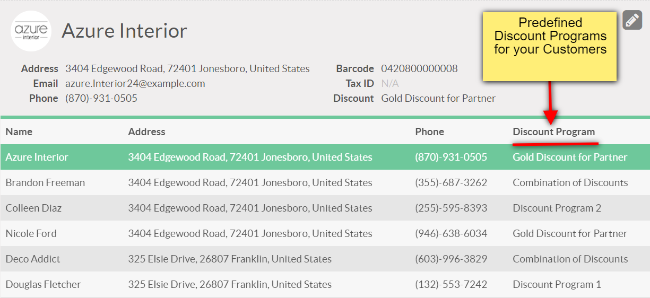 azure
interior
Azure Interior
Predefined
Discount Programs
for your Customers
Address 3404 Edgewood Road, 72401 Jonesboro, United States Barcode 0420800000008
Email azure.Interior24@example.com Tax ID N/A
Phone (870)-931-0505 Discount Gold Discount for Partner
Name Address Phone Discount Program
Azure Interior 3404 Edgewood Road, 72401 Jonesboro, United States (870)-931-0505 Gold Discount for Partner
Brandon Freeman 3404 Edgewood Road, 72401 Jonesboro, United States (355)-687-3262 Combination of Discounts
Colleen Diaz 3404 Edgewood Road, 72401 Jonesboro, United States (255)-595-8393 Discount Program 2
Nicole Ford 3404 Edgewood Road, 72401 Jonesboro, United States (946)-638-6034 Gold Discount for Partner
Deco Addict 325 Elsie Drive, 26807 Franklin, United States (603)-996-3829 Combination of Discounts
Douglas Fletcher 325 Elsie Drive, 26807 Franklin, United States (132)-553-7242 Discount Program 1